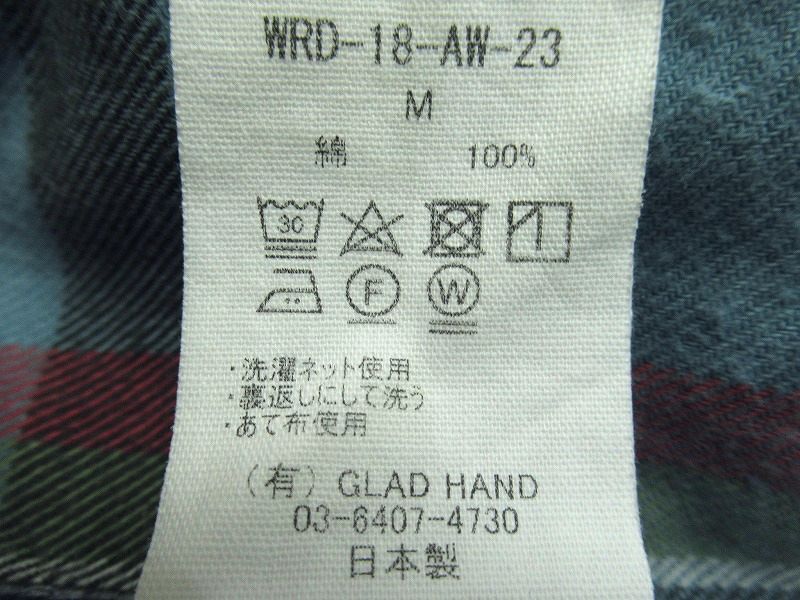 WRD-18-AW-23
M
綿 100%
30
F W
・洗濯ネット使用
・裏返しにして洗う
・あて布使用
（有）GLAD HAND
03-6407-4730
日本製